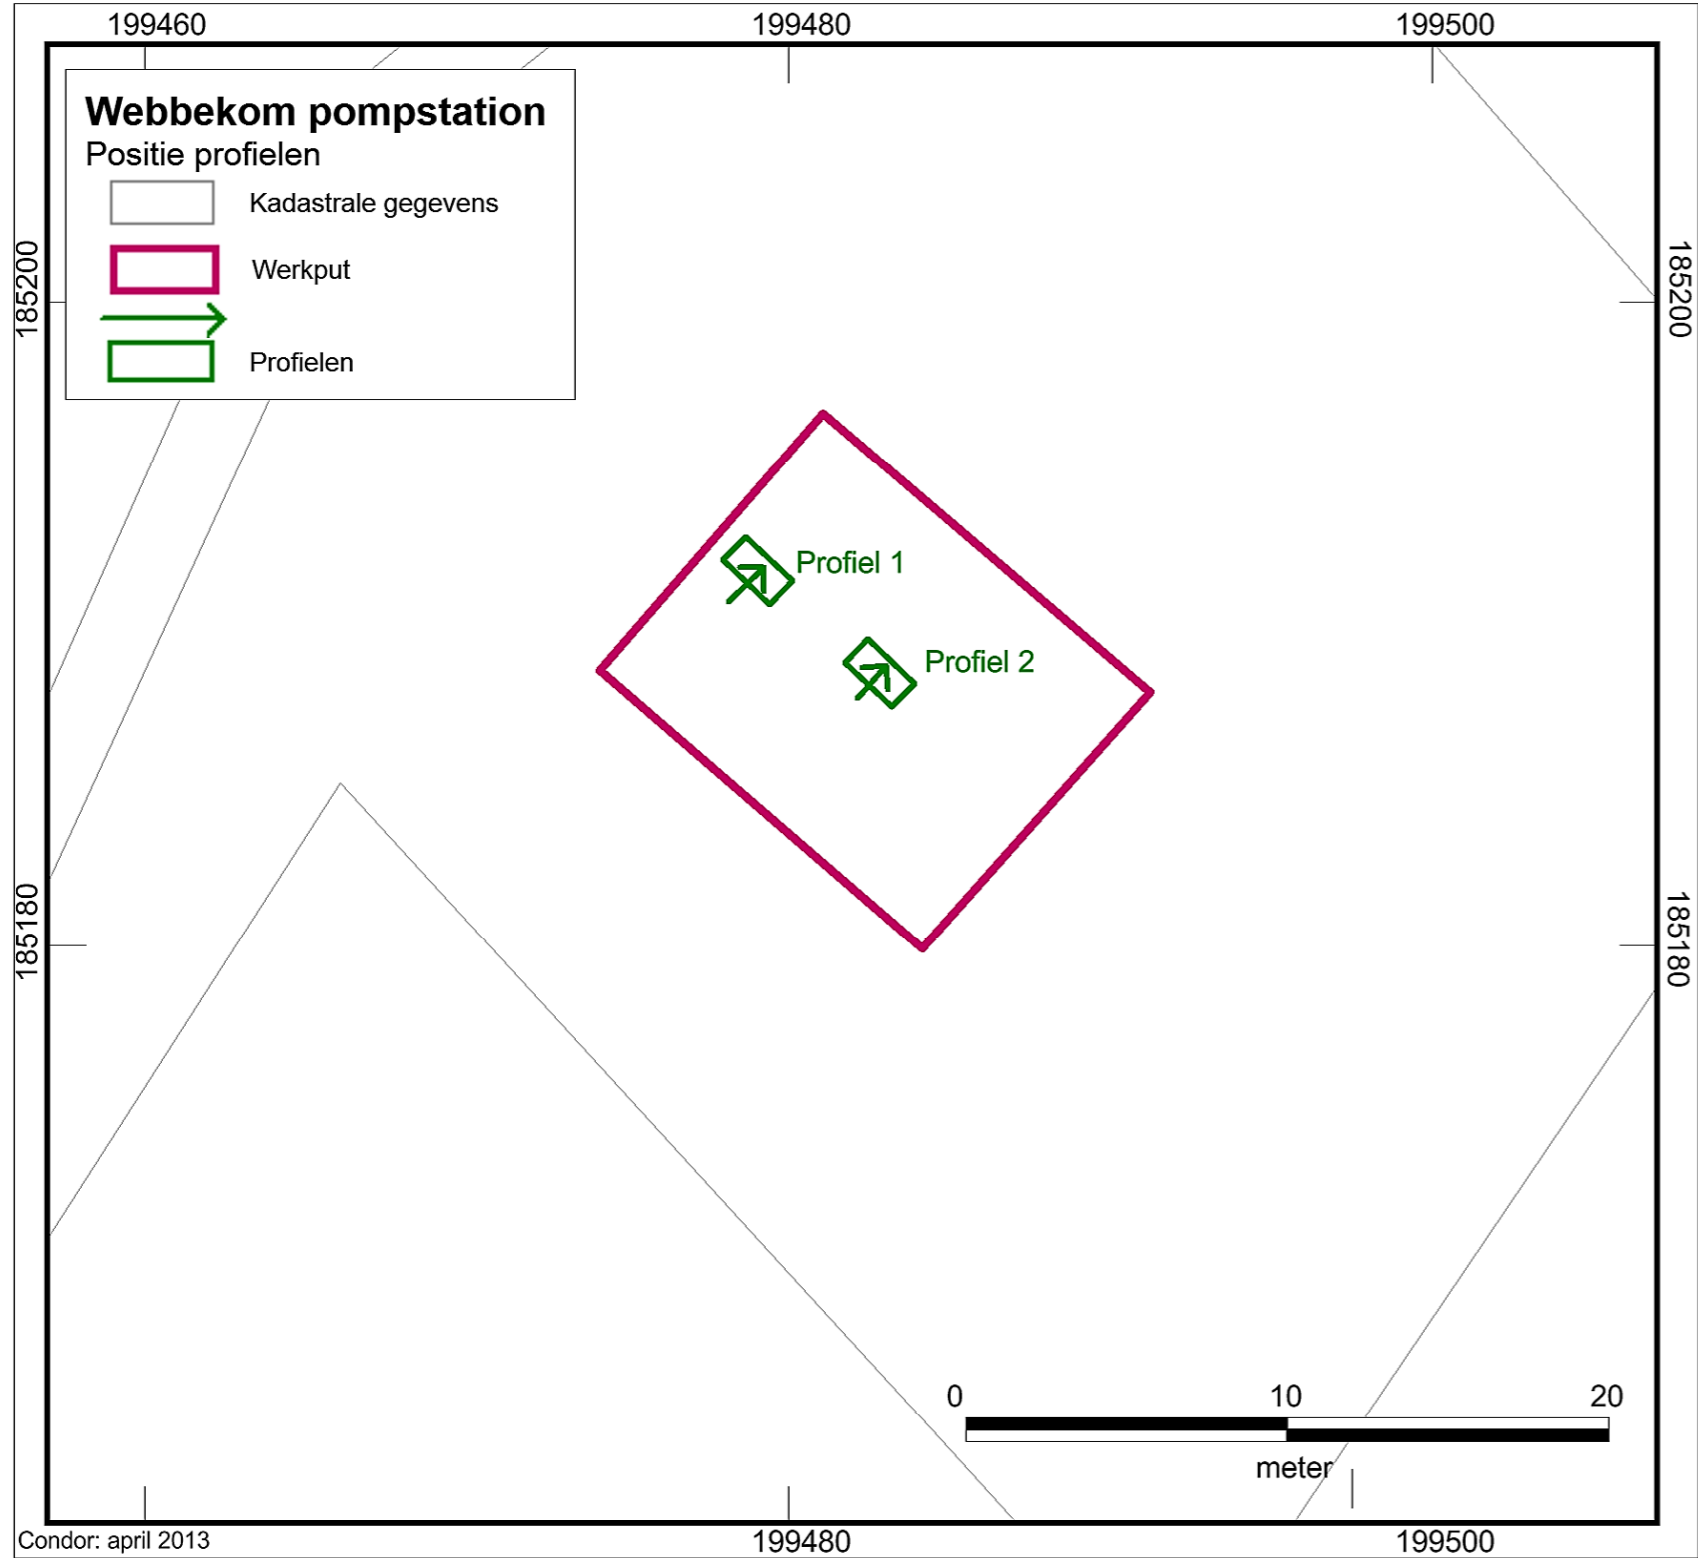 199460 199480 199500
Webbekom pompstation
Positie profielen
Kadastrale gegevens
Werkput
Profielen
185200
185200
Profiel 1
Profiel 2
185180
185180
0 10 20
meter
Condor: april 2013
199480 199500